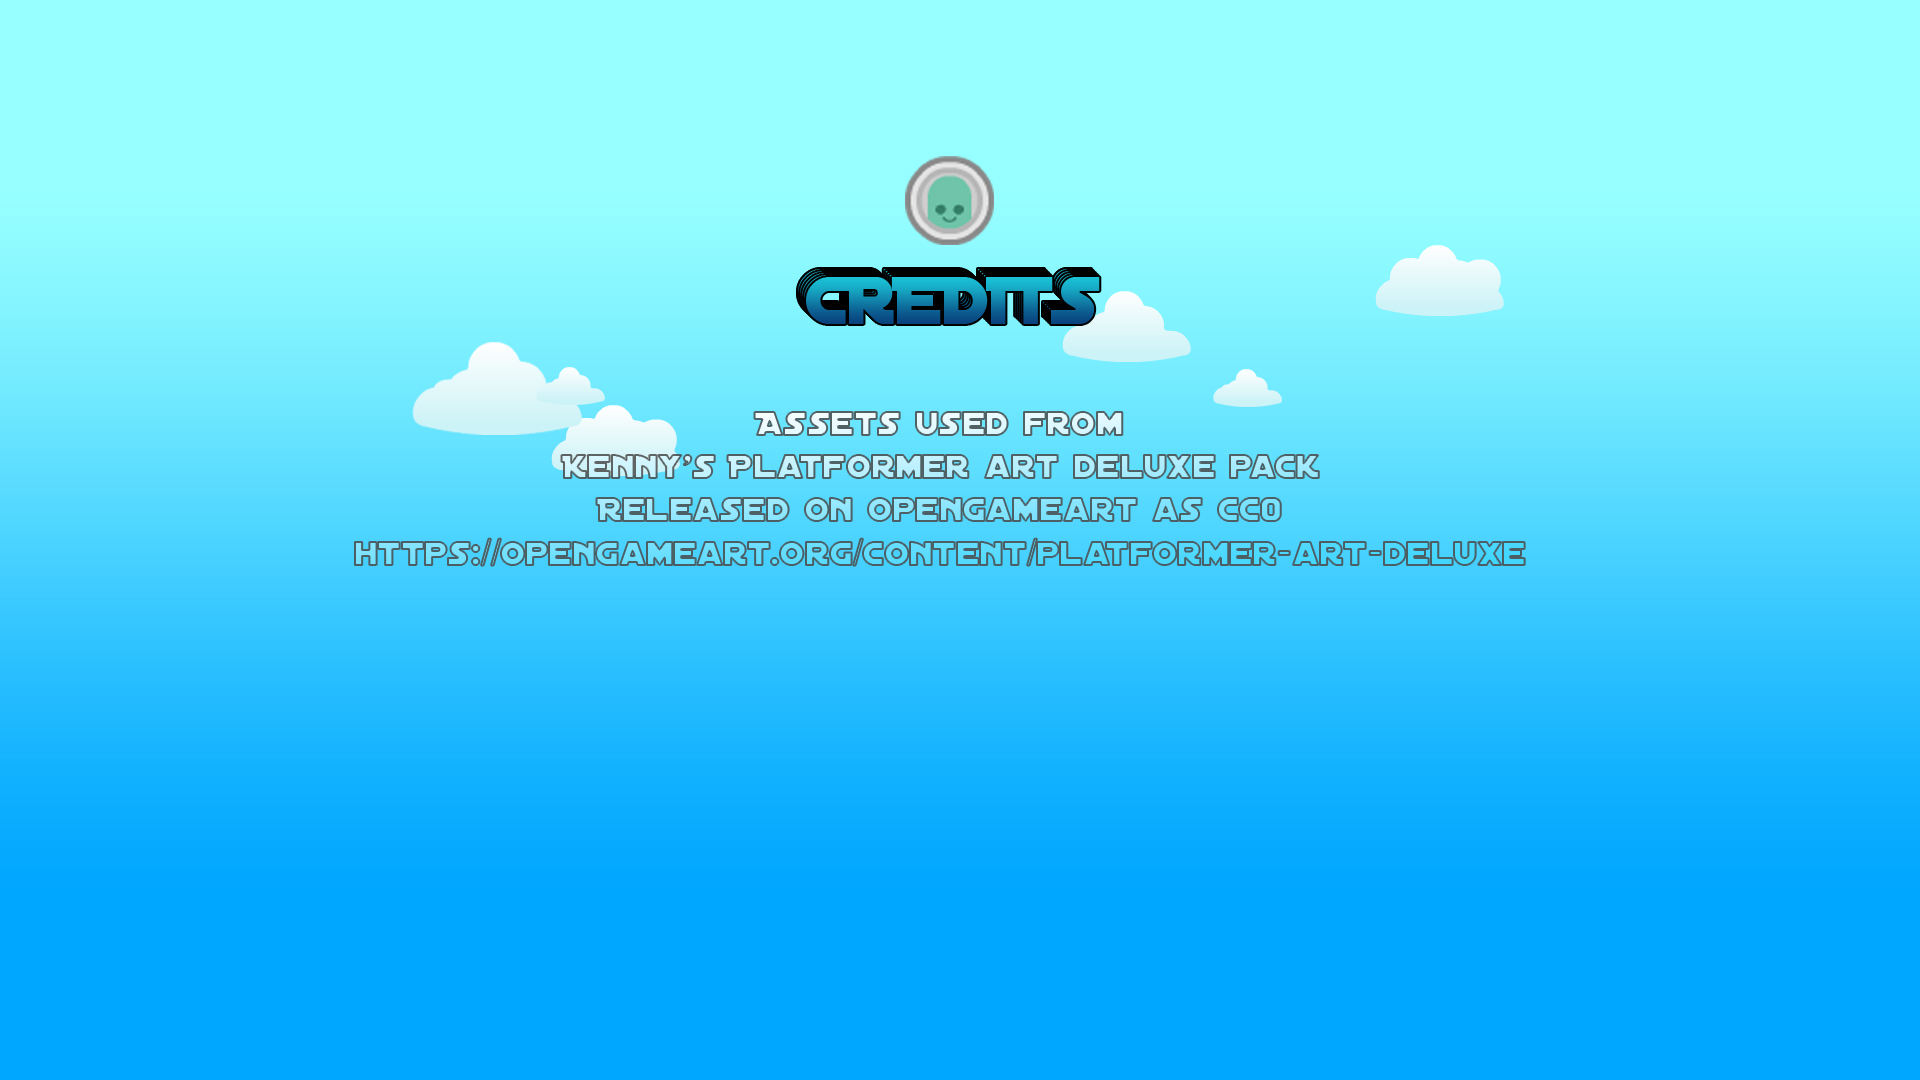 CREDITS
ASSETS USED FROM
KENNY'S PLATFORMER ART DELUXE PACK
RELEASED ON OPENGAMEART AS CC0
HTTPS://OPENGAMEART.ORG/CONTENT/PLATFORMER-ART-DELUXE